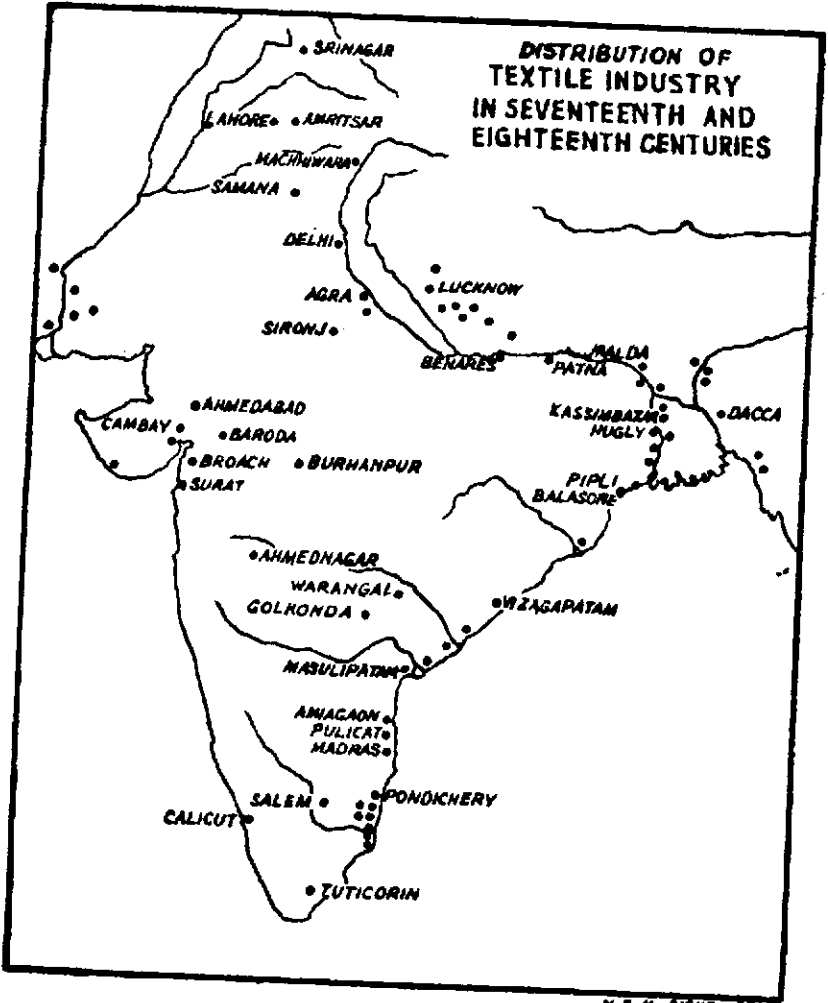 DISTRIBUTION OF
TEXTILE INDUSTRY
IN SEVENTEENTH AND
EIGHTEENTH CENTURIES
SRINAGAR
LAHORE
AMRITSAR
MACHHIWARA
SAMANA
DELHI
LUCKNOW
AGRA
SIRONJ
BENARES
PATNA
MALDA
AHMEDABAD
CAMBAY
BARODA
KASSIMBAZAR
DACCA
HUGLY
BROACH
BURHANPUR
SURAT
PIPLI
BALASORE
AHMEDNAGAR
WARANGAL
GOLKONDA
VIZAGAPATAM
MASULIPATAM
PULICAT
MADRAS
SALEM
PONDICHERY
CALICUT
TUTICORIN